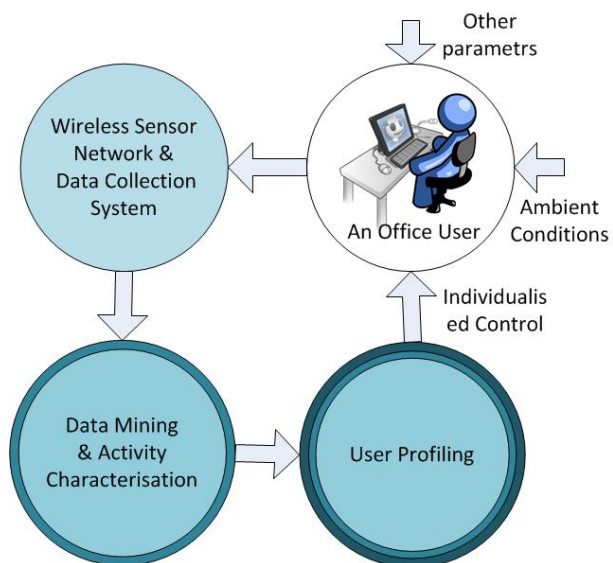 Other
parametrs
Wireless Sensor
Network &
Data Collection
System
An Office User
Ambient
Conditions
Individualis
ed Control
Data Mining
& Activity
Characterisation
User Profiling